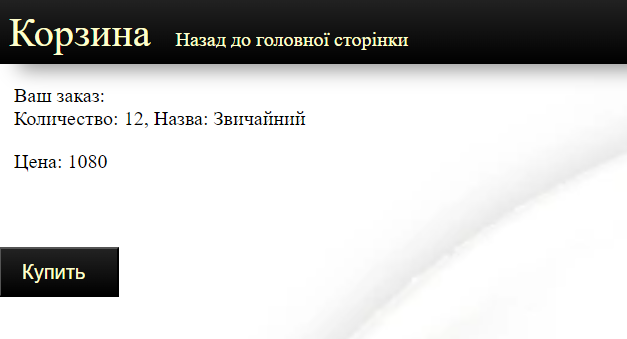 Корзина Назад до головної сторінки
Ваш заказ:
Количество: 12, Назва: Звичайний
Цена: 1080
Купить